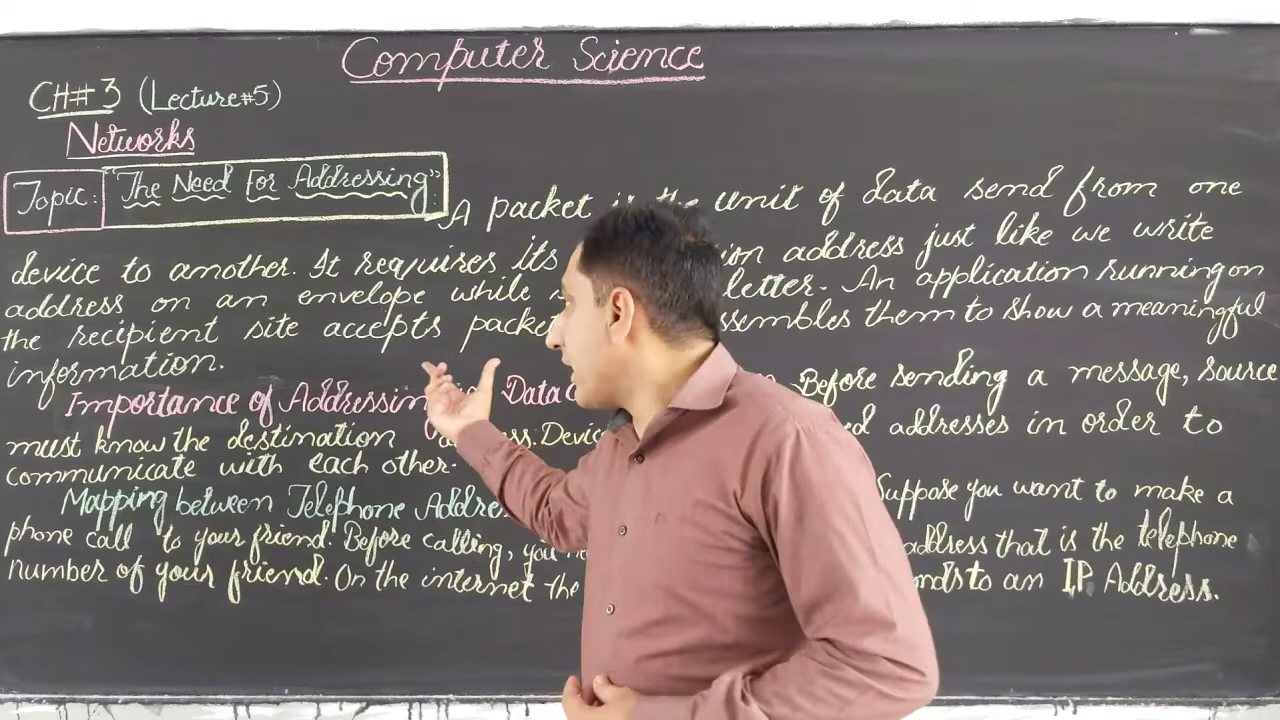 Computer Science
CH# 3 (Lecture#5)
Networks
Topic: "The Need For Addressing"
A packet is the unit of data send from one
device to another. It requires its address just like we write
address on an envelope while letter. An application running on
the recipient site accepts them to show a meaningful
information.
Importance of Addressing Data Before sending a message, source
must know the destination addresses in order to
communicate with each other.
Mapping between Telephone Suppose you want to make a
phone call to your friend. Before calling, you address that is the telephone
number of your friend. On the internet the to an IP Address.